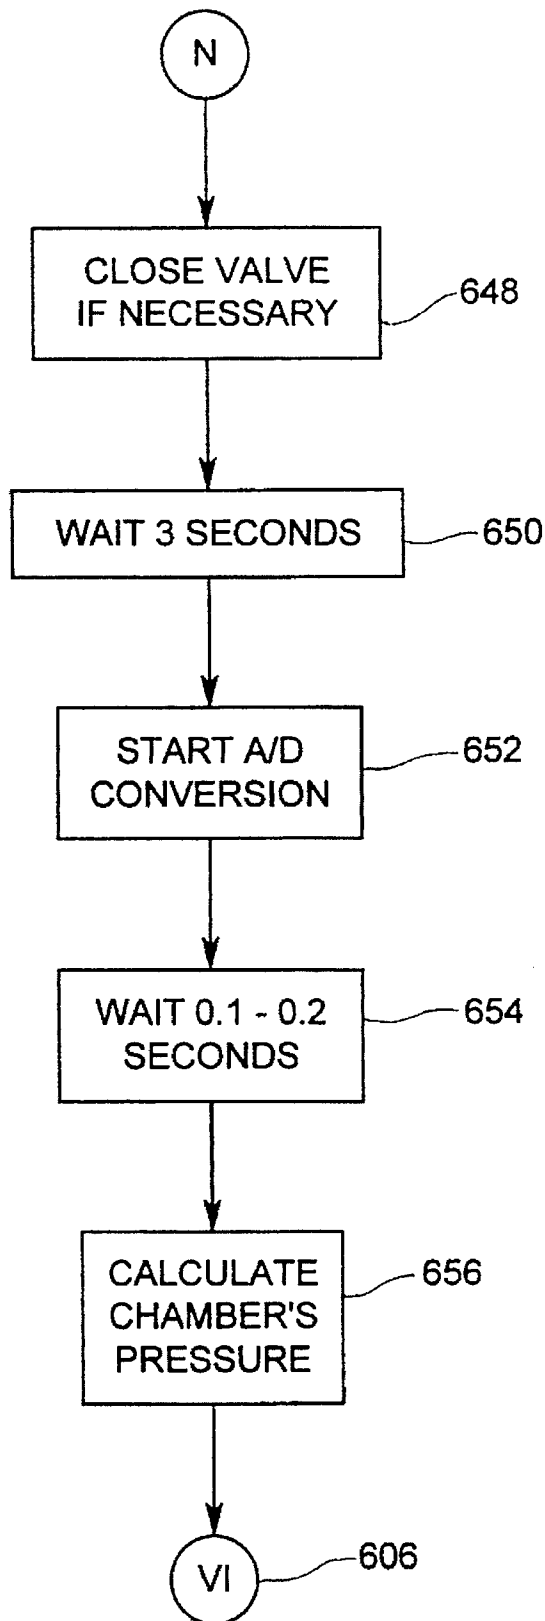 N
CLOSE VALVE
IF NECESSARY
648
WAIT 3 SECONDS
650
START A/D
CONVERSION
652
WAIT 0.1 - 0.2
SECONDS
654
CALCULATE
CHAMBER'S
PRESSURE
656
VI
606